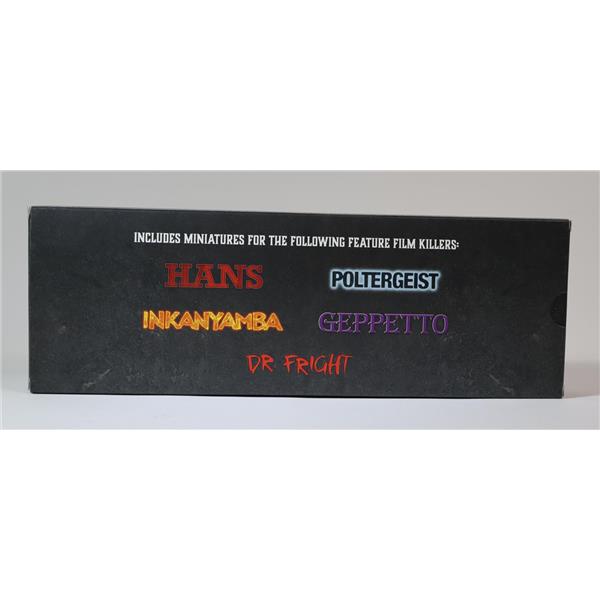 INCLUDES MINIATURES FOR THE FOLLOWING FEATURE FILM KILLERS:
HANS POLTERGEIST
INKANYAMBA GEPPETTO
DR. FRIGHT